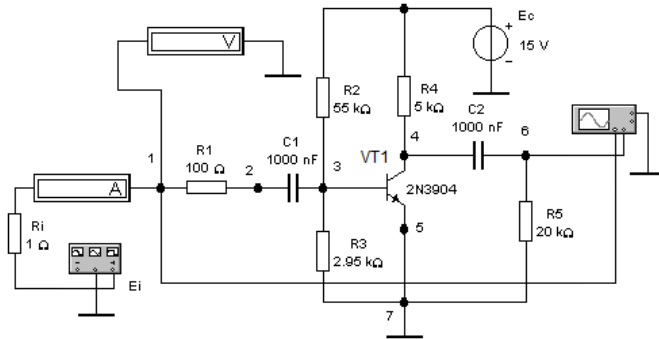 V
Ec
15 V
R2
55 kΩ
R4
5 kΩ
C2
1000 nF
1
R1
100 Ω
2
C1
1000 nF
3
VT1
4
6
2N3904
A
Ri
1 Ω
Ei
R3
2.95 kΩ
5
R5
20 kΩ
7